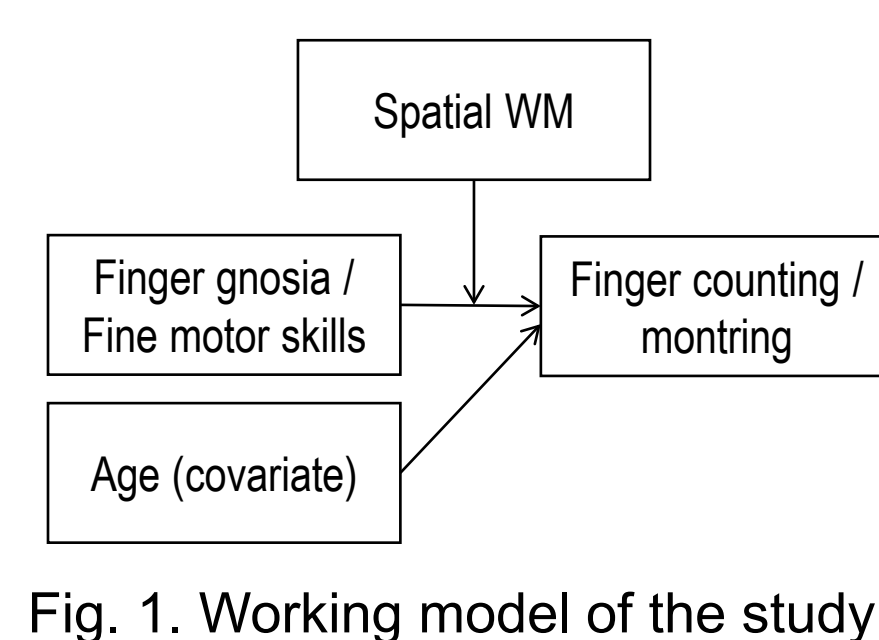 Spatial WM
Finger gnosia /
Fine motor skills
Finger counting /
montring
Age (covariate)
Fig. 1. Working model of the study